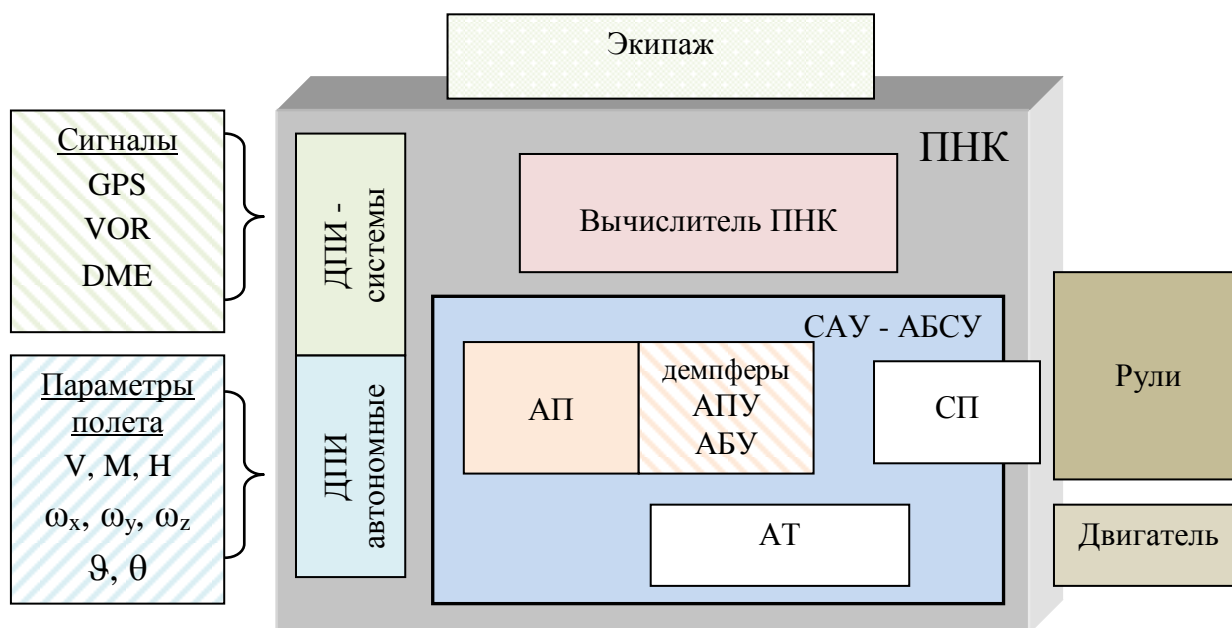 Экипаж
Сигналы
GPS
VOR
DME
Параметры
полета
V, M, H
ωx, ωy, ωz
ϑ, θ
ДПИ -
системы
ДПИ
автономные
ПНК
Вычислитель ПНК
САУ - АБСУ
АП
демпферы
АПУ
АБУ
СП
АТ
Рули
Двигатель